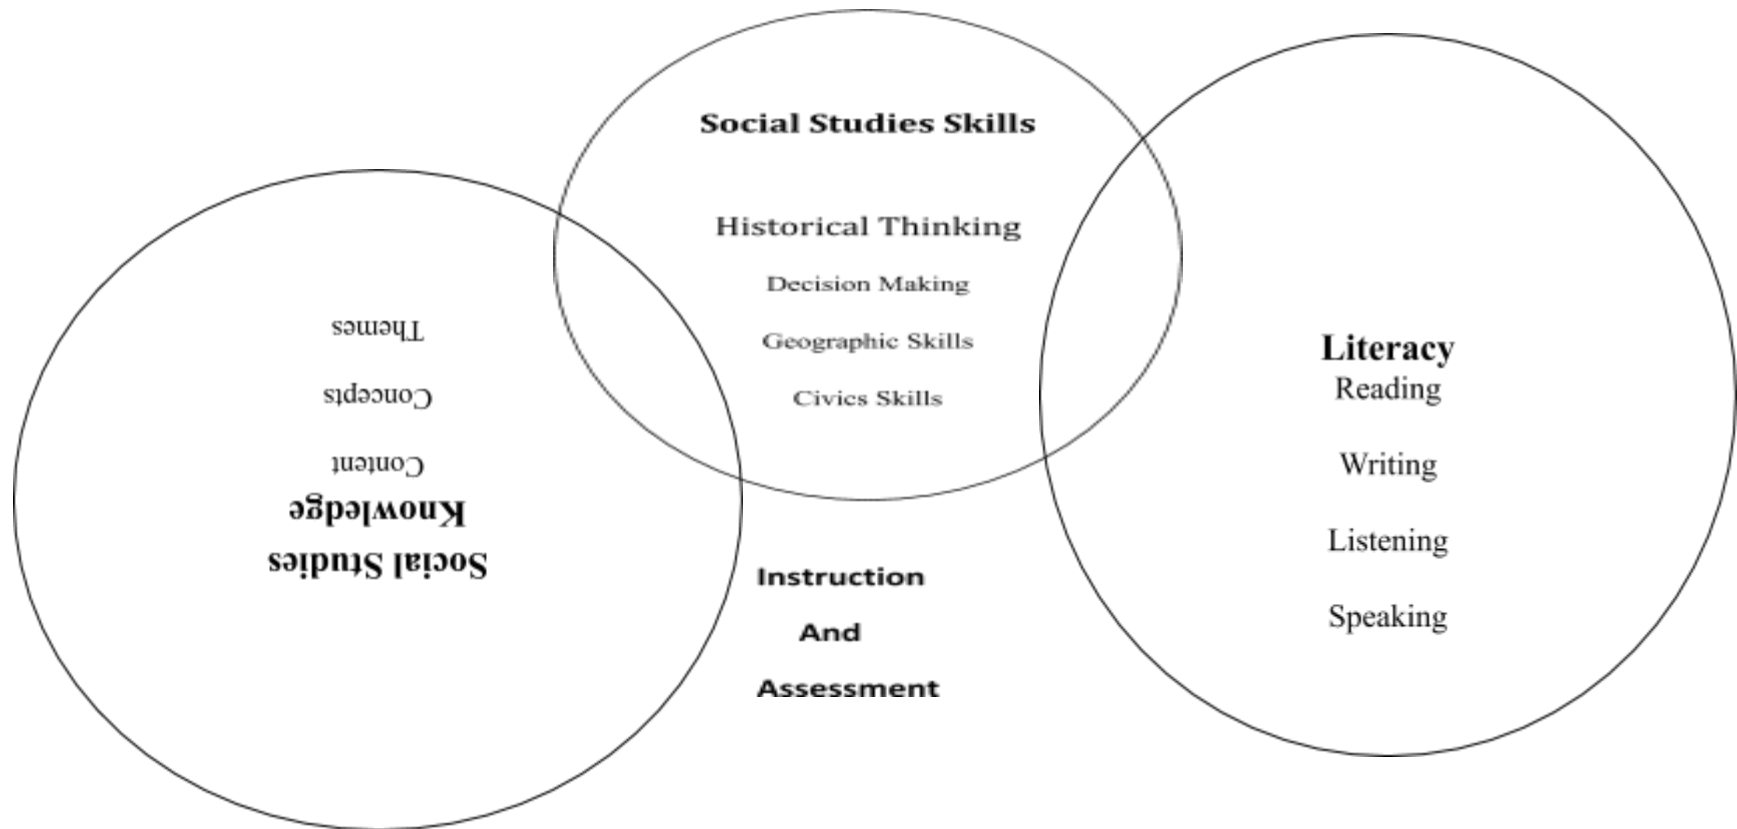 Social Studies Skills
Historical Thinking
Decision Making
Geographic Skills
Civics Skills
Social Studies
Knowledge
Content
Concepts
Themes
Literacy
Reading
Writing
Listening
Speaking
Instruction
And
Assessment